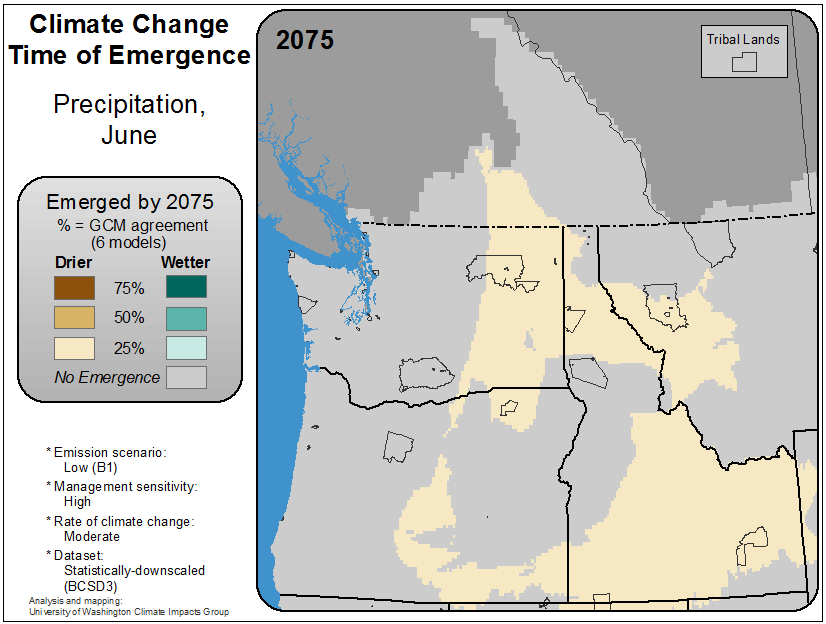 Climate Change
Time of Emergence
Precipitation,
June
Emerged by 2075
% = GCM agreement
(6 models)
Drier Wetter
75%
50%
25%
No Emergence
* Emission scenario:
Low (B1)
* Management sensitivity:
High
* Rate of climate change:
Moderate
* Dataset:
Statistically-downscaled
(BCSD3)
Analysis and mapping:
University of Washington Climate Impacts Group
2075
Tribal Lands